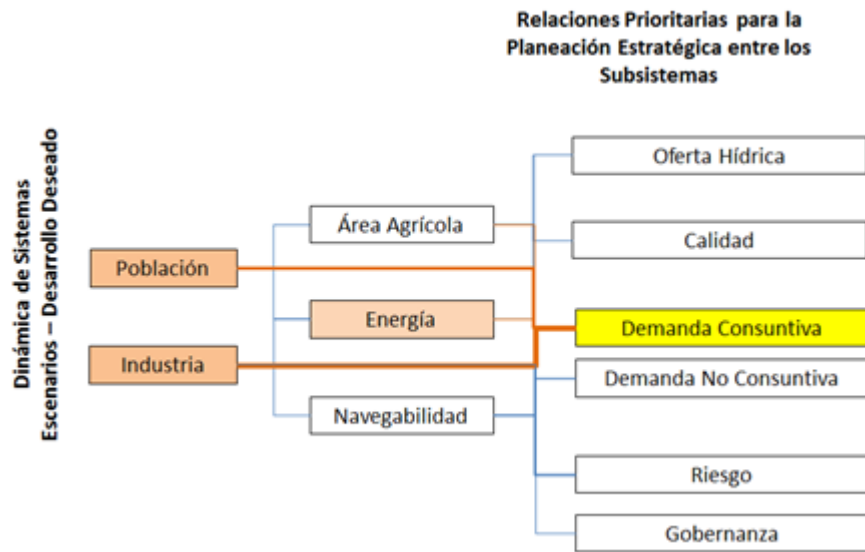 Relaciones Prioritarias para la
Planeación Estratégica entre los
Subsistemas
Dinámica de Sistemas
Escenarios – Desarrollo Deseado
Población
Industria
Área Agrícola
Energía
Navegabilidad
Oferta Hídrica
Calidad
Demanda Consuntiva
Demanda No Consuntiva
Riesgo
Gobernanza